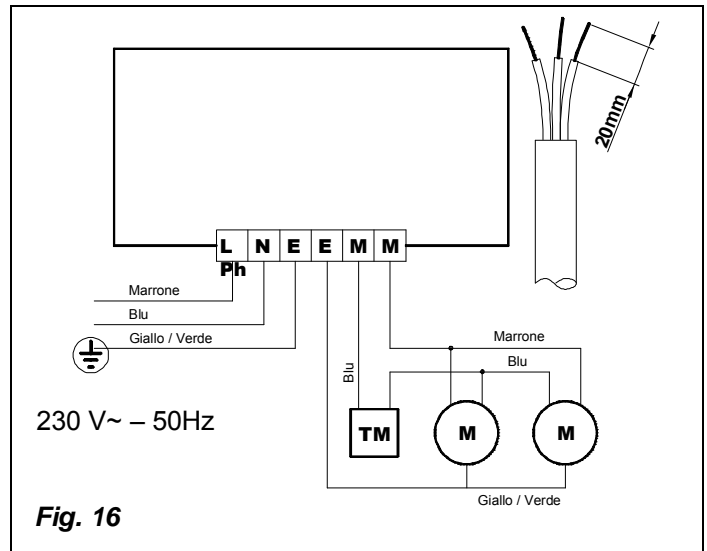 20mm
L N E E M M
Ph
Marrone
Blu
Giallo / Verde
Marrone
Blu
Blu
230 V~ – 50Hz
TM M M
Giallo / Verde
Fig. 16